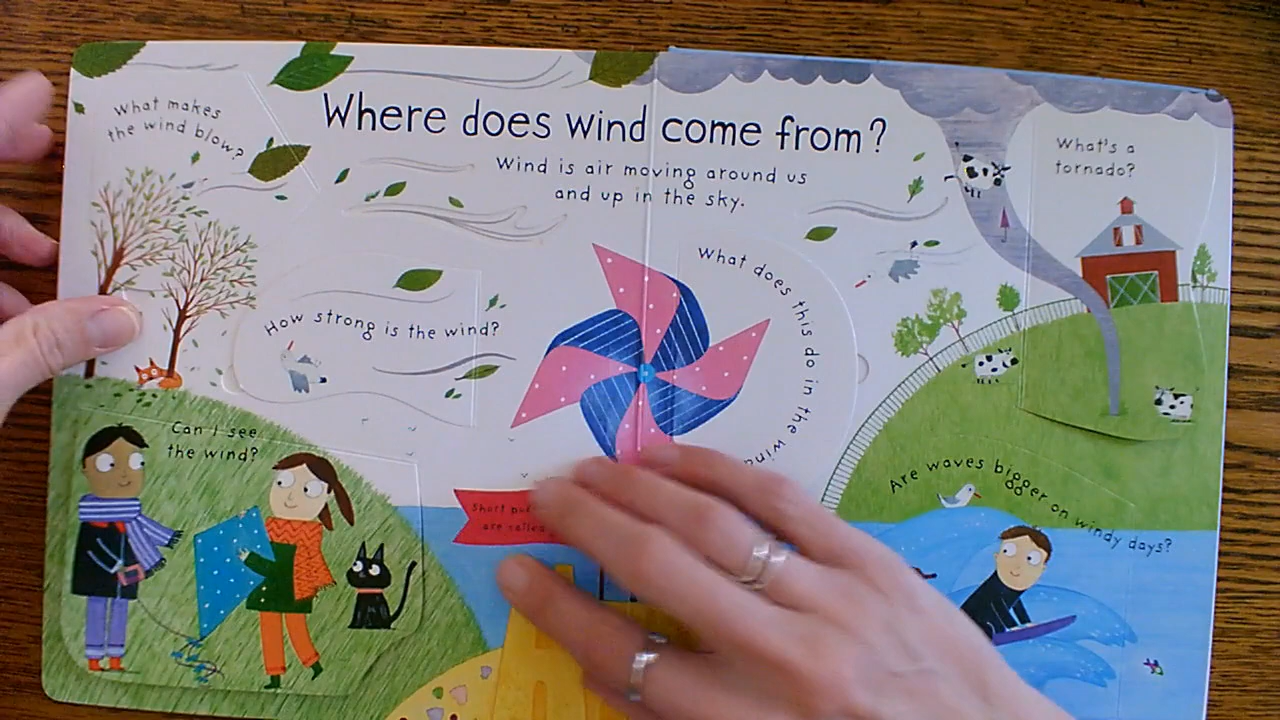 Where does wind come from?
Wind is air moving around us
and up in the sky.
What makes
the wind blow?
How strong is the wind?
What does this do in the
What's a
tornado?
Can I see
the wind?
Short
are
Are waves bigger on windy days?